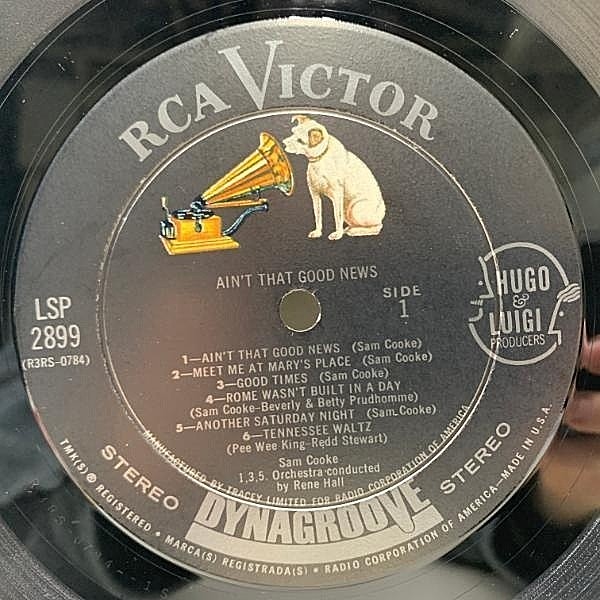 RCA VICTOR
AIN'T THAT GOOD NEWS
SIDE
1
LSP
2899
(R3RS-0784)
HUGO
&
LUIGI
PRODUCERS
1—AIN'T THAT GOOD NEWS (Sam Cooke)
2—MEET ME AT MARY'S PLACE (Sam Cooke)
3—GOOD TIMES (Sam Cooke)
4—ROME WASN'T BUILT IN A DAY
(Sam Cooke-Beverly & Betty Prudhomme)
5—ANOTHER SATURDAY NIGHT (Sam Cooke)
6—TENNESSEE WALTZ
(Pee Wee King-Redd Stewart)
Sam Cooke
1,3,5. Orchestra conducted
by Rene Hall
MANUFACTURED BY TRACEY LIMITED FOR RADIO CORPORATION OF AMERICA
STEREO
DYNAGROOVE
STEREO
TMK(S) ® REGISTERED • MARCA(S) REGISTRADA(S) • RADIO CORPORATION OF AMERICA—MADE IN U.S.A.